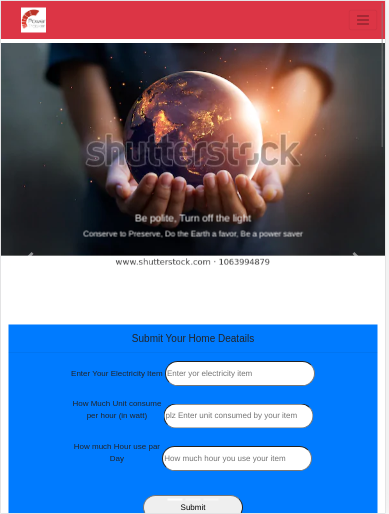 Power
shutterstock
Be polite, Turn off the light
Conserve to Preserve, Do the Earth a favor, Be a power saver
www.shutterstock.com · 1063994879
Submit Your Home Deatails
Enter Your Electricity Item
Enter yor electricity item
How Much Unit consume
per hour (in watt)
plz Enter unit consumed by your item
How much Hour use par
Day
How much hour you use your item
Submit